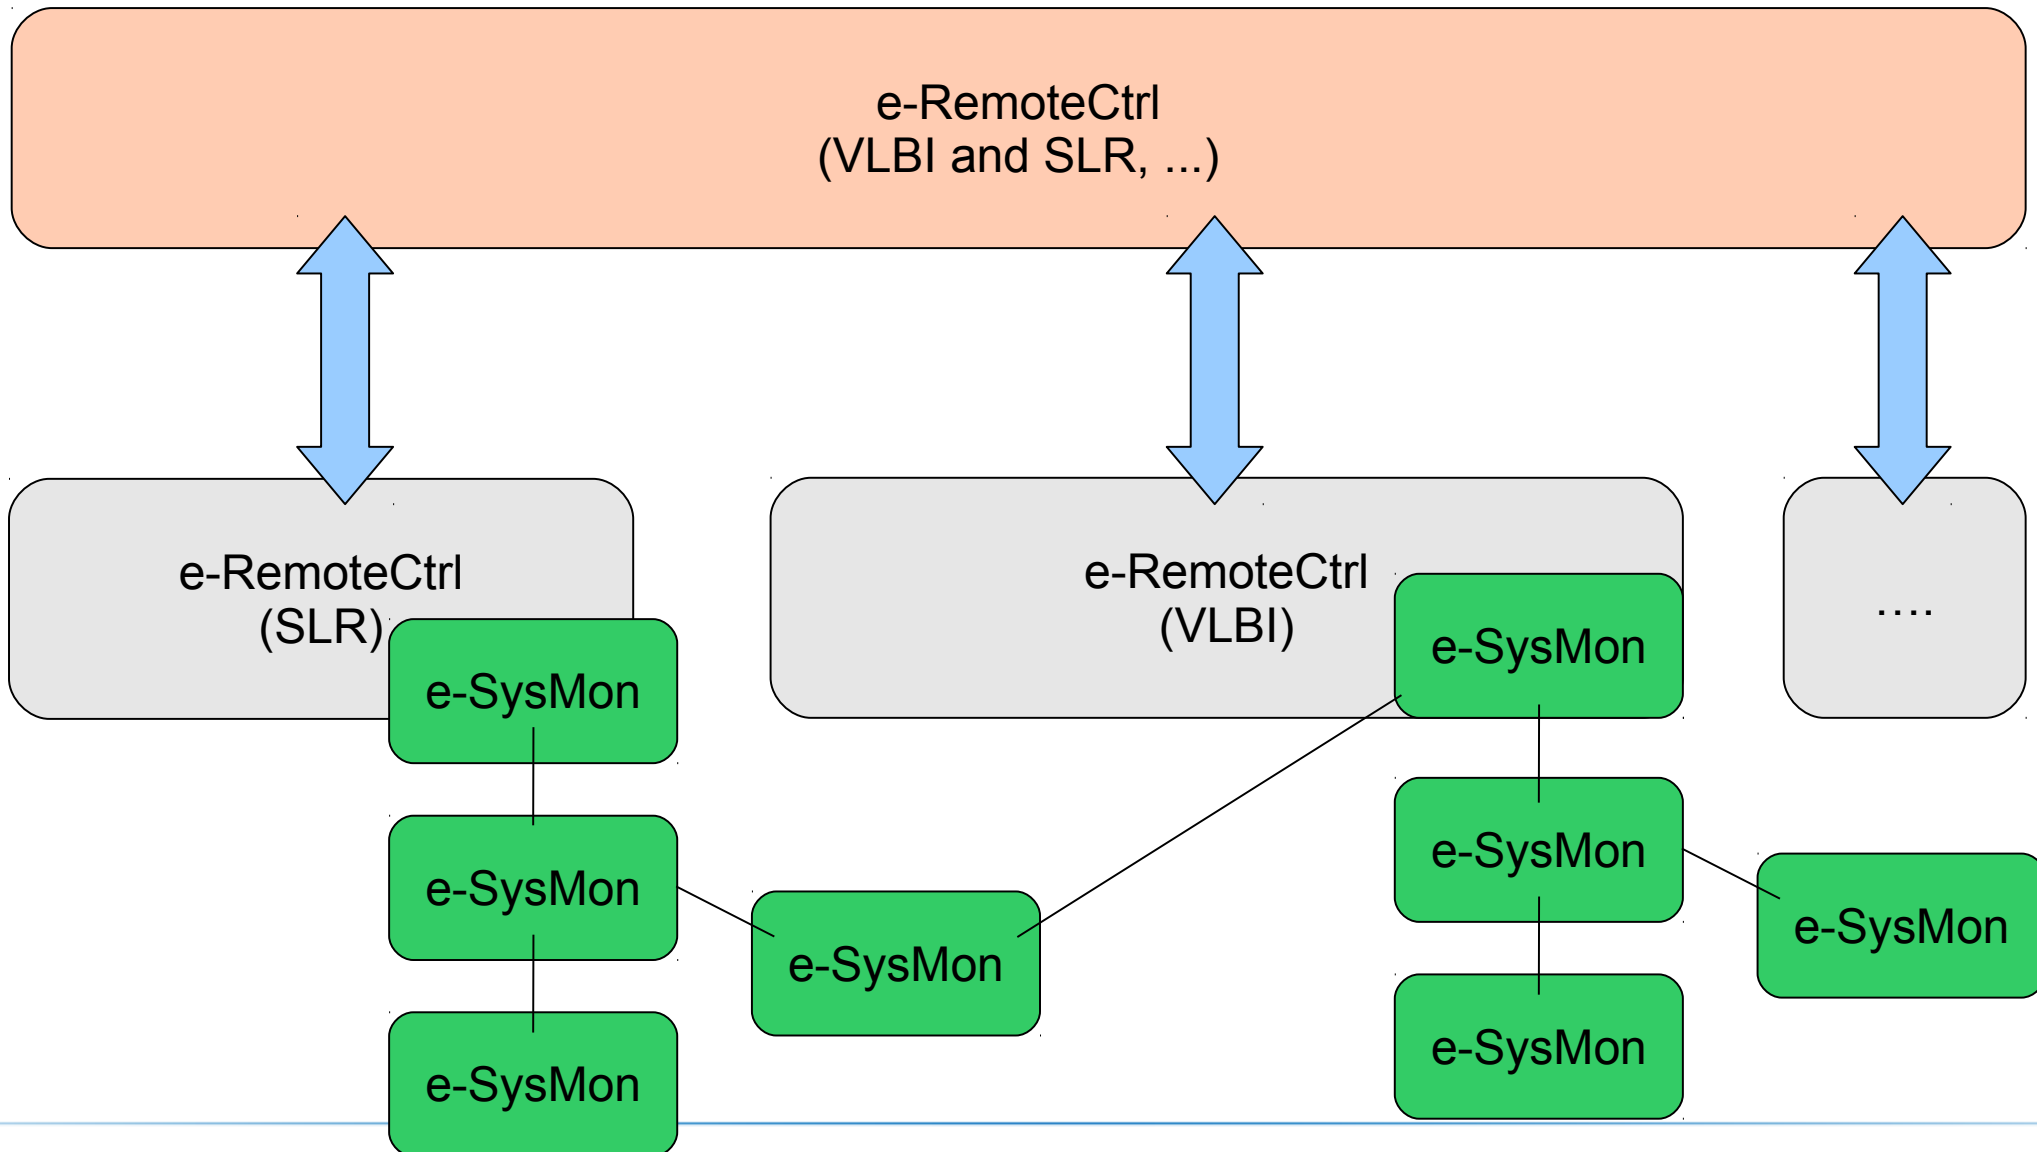 e-RemoteCtrl
(VLBI and SLR, ...)
e-RemoteCtrl
(SLR)
e-RemoteCtrl
(VLBI)
....
e-SysMon
e-SysMon
e-SysMon
e-SysMon
e-SysMon
e-SysMon
e-SysMon
e-SysMon